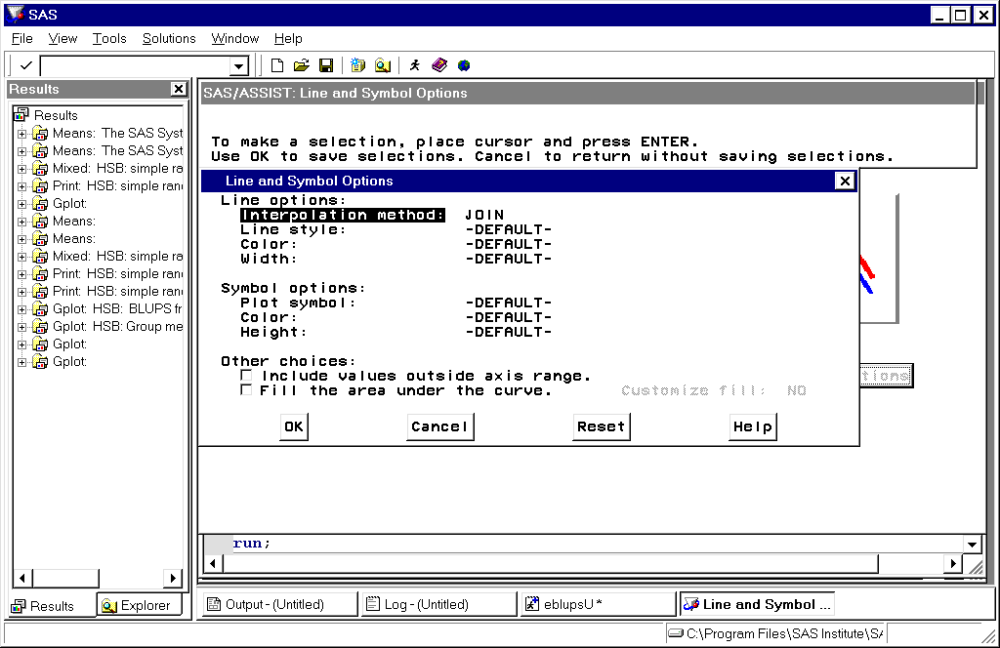 SAS
File View Tools Solutions Window Help
Results
SAS/ASSIST: Line and Symbol Options
Results
Means: The SAS Syst
Means: The SAS Syst
Mixed: HSB: simple ra
Print: HSB: simple ran
Gplot:
Means:
Means:
Mixed: HSB: simple ra
Print: HSB: simple ran
Print: HSB: simple ran
Gplot: HSB: BLUPS fr
Gplot: HSB: Group me
Gplot:
Gplot:
To make a selection, place cursor and press ENTER.
Use OK to save selections. Cancel to return without saving selections.
Line and Symbol Options
Line options:
Interpolation method: JOIN
Line style: -DEFAULT-
Color: -DEFAULT-
Width: -DEFAULT-
Symbol options:
Plot symbol: -DEFAULT-
Color: -DEFAULT-
Height: -DEFAULT-
Other choices:
Include values outside axis range.
Fill the area under the curve. Customize fill: NO
OK Cancel Reset Help
tions
run;
Results Explorer
Output - (Untitled) Log - (Untitled) eblupsU * Line and Symbol ...
C:\Program Files\SAS Institute\SA